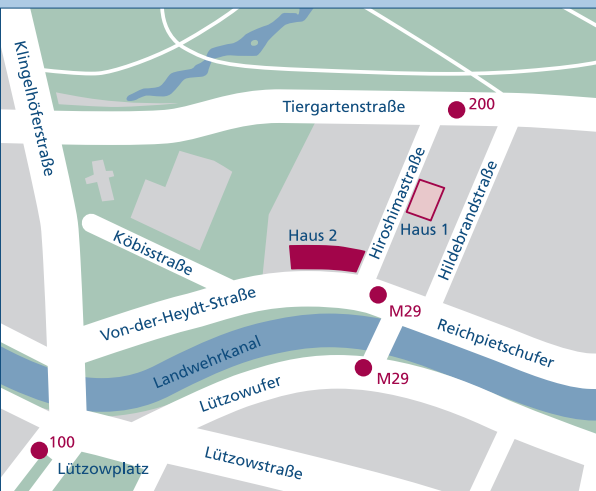 Klingelhöferstraße
Tiergartenstraße
200
Hiroshimastraße
Hildebrandstraße
Haus 1
Haus 2
Köbisstraße
Von-der-Heydt-Straße
M29
Reichpietschufer
Landwehrkanal
M29
Lützowufer
100
Lützowplatz
Lützowstraße